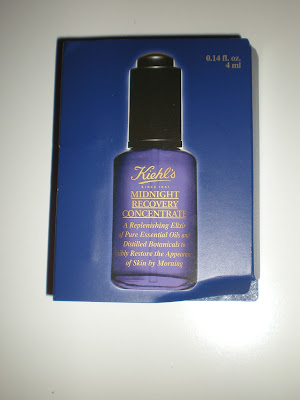 0.14 fl. oz.
4 ml
Kiehl's
SINCE 1851
MIDNIGHT
RECOVERY
CONCENTRATE
A Replenishing Elixir
of Pure Essential Oils and
Distilled Botanicals to
Visibly Restore the Appearance
of Skin by Morning